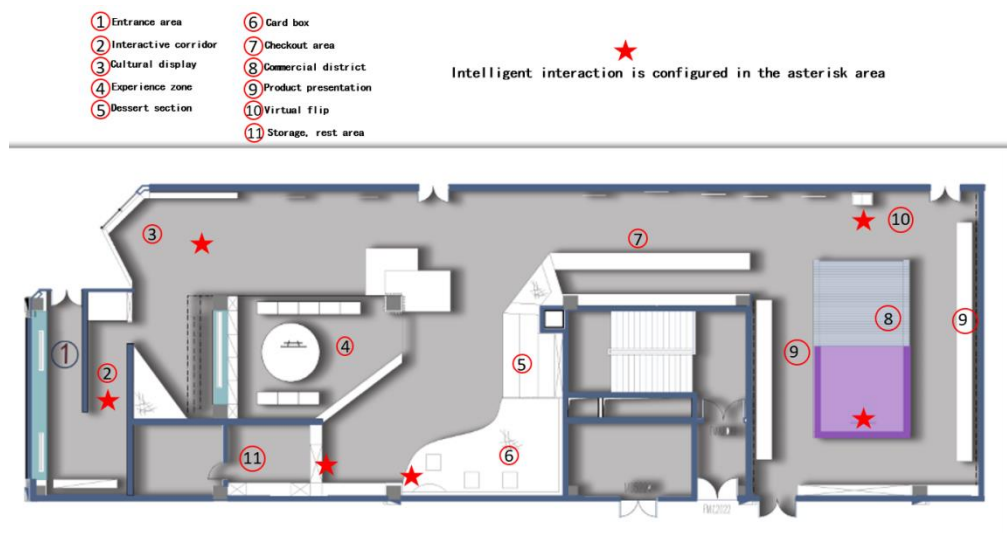 ① Entrance area
② Interactive corridor
③ Cultural display
④ Experience zone
⑤ Dessert section
⑥ Card box
⑦ Checkout area
⑧ Commercial district
⑨ Product presentation
⑩ Virtual flip
⑪ Storage, rest area
Intelligent interaction is configured in the asterisk area
③
⑩
⑦
①
②
④
⑤
⑨
⑧
⑨
⑪
⑥